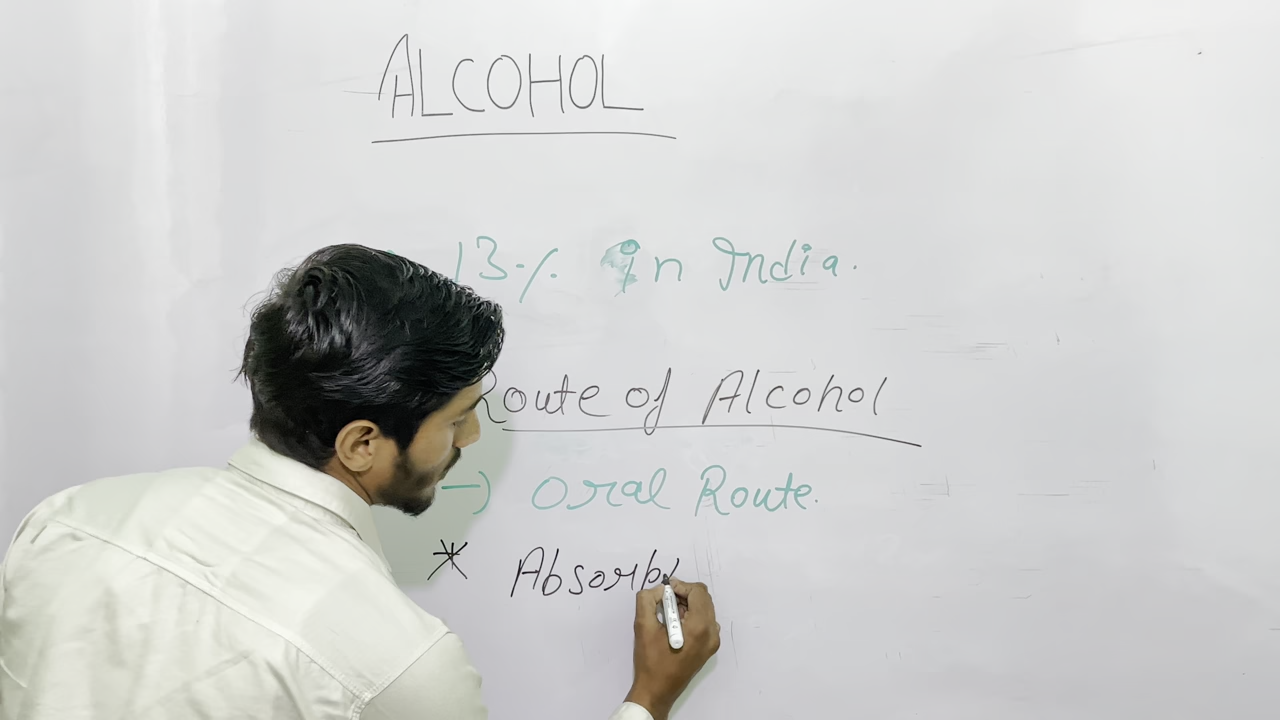 ALCOHOL
13% in India.
Route of Alcohol
→ Oral Route.
* Absorb